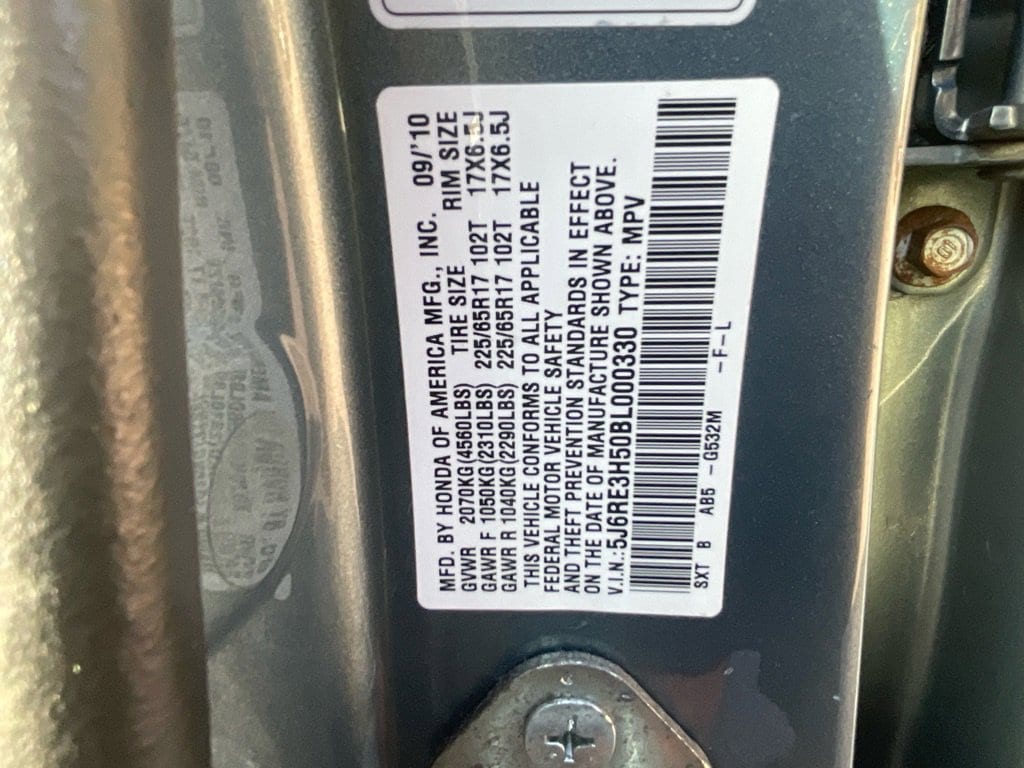 MFD. BY HONDA OF AMERICA MFG., INC. 09/'10
GVWR 2070KG(4560LBS) TIRE SIZE RIM SIZE
GAWR F 1050KG(2310LBS) 225/65R17 102T 17X6.5J
GAWR R 1040KG(2290LBS) 225/65R17 102T 17X6.5J
THIS VEHICLE CONFORMS TO ALL APPLICABLE
FEDERAL MOTOR VEHICLE SAFETY
AND THEFT PREVENTION STANDARDS IN EFFECT
ON THE DATE OF MANUFACTURE SHOWN ABOVE.
V.I.N.:5J6RE3H50BL000330 TYPE: MPV
SXT B AB5 -G532M -F-L